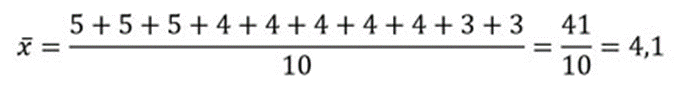 x̄ = (5 + 5 + 5 + 4 + 4 + 4 + 4 + 4 + 3 + 3)/10 = 41/10 = 4,1